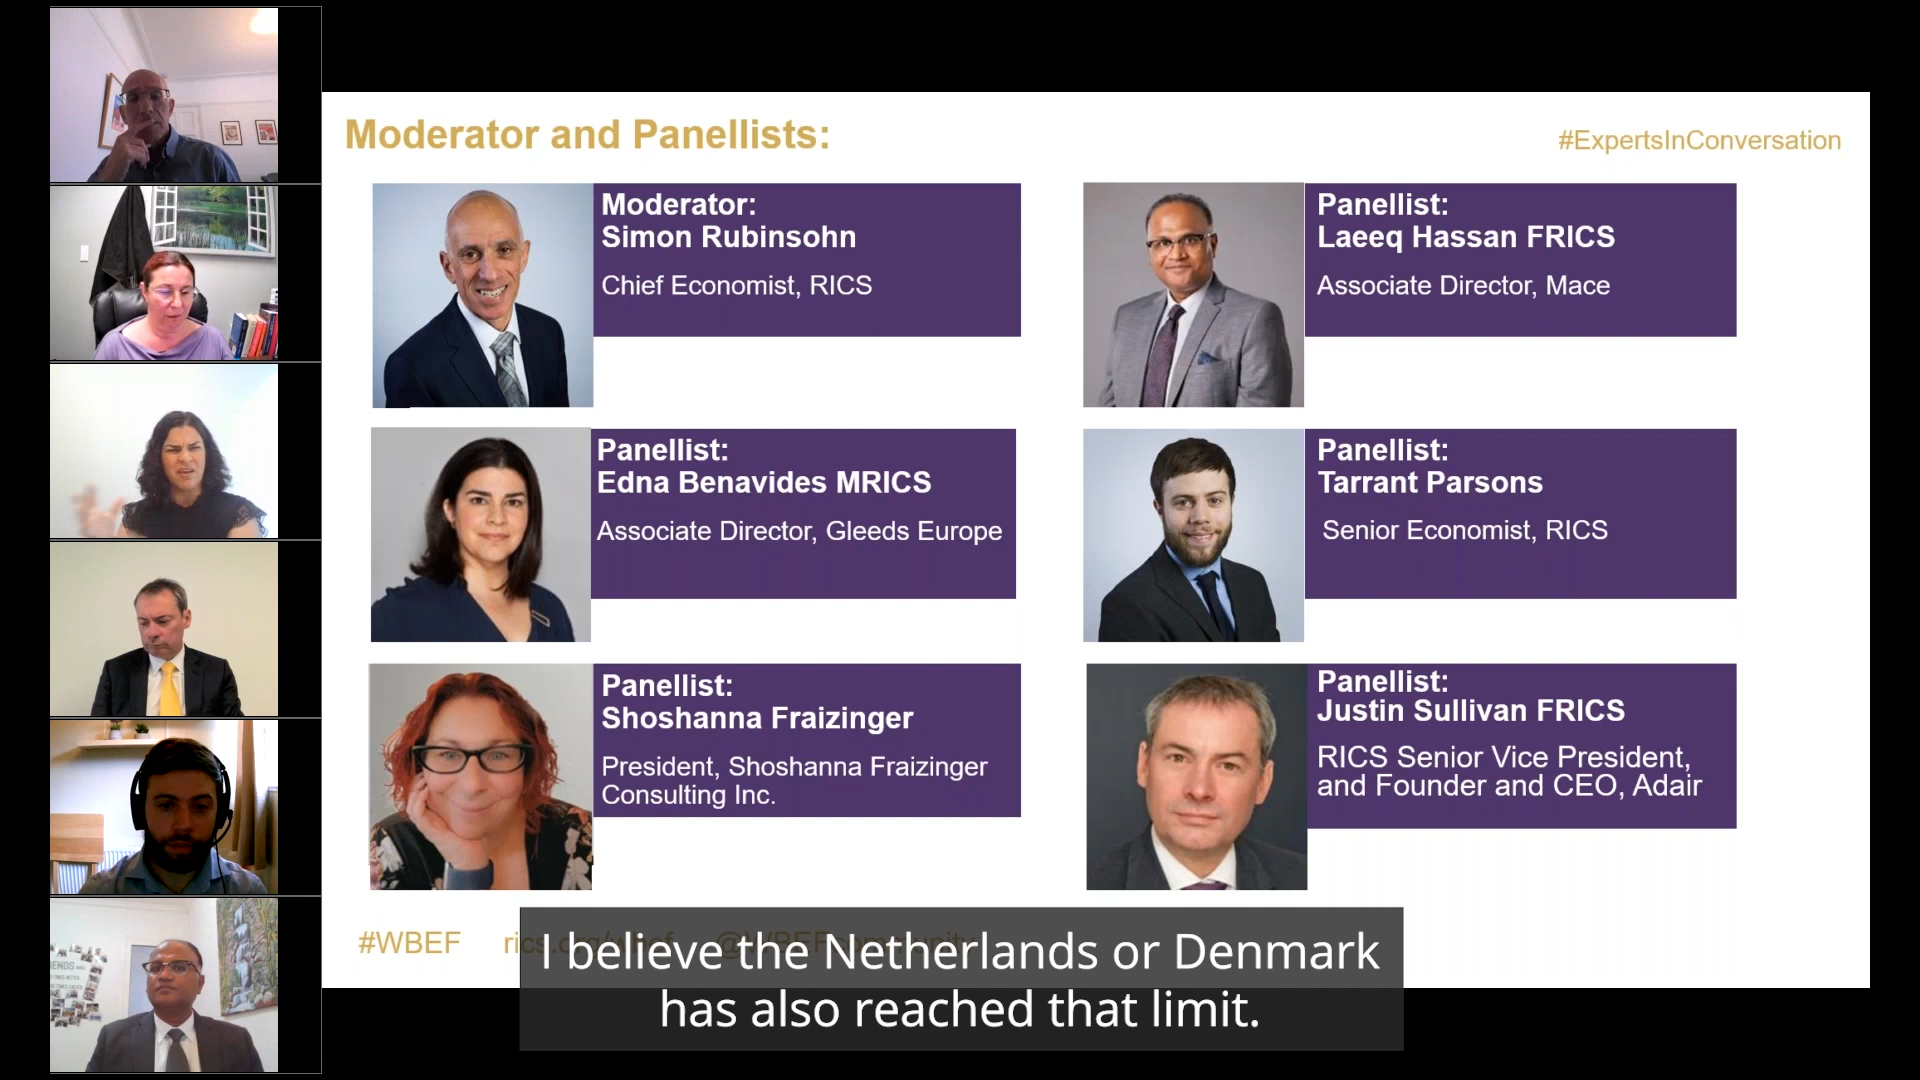 Moderator and Panellists:
#ExpertsInConversation
Moderator:
Simon Rubinsohn
Chief Economist, RICS
Panellist:
Laeeq Hassan FRICS
Associate Director, Mace
Panellist:
Edna Benavides MRICS
Associate Director, Gleeds Europe
Panellist:
Tarrant Parsons
Senior Economist, RICS
Panellist:
Shoshanna Fraizinger
President, Shoshanna Fraizinger
Consulting Inc.
Panellist:
Justin Sullivan FRICS
RICS Senior Vice President,
and Founder and CEO, Adair
#WBEF
I believe the Netherlands or Denmark
has also reached that limit.